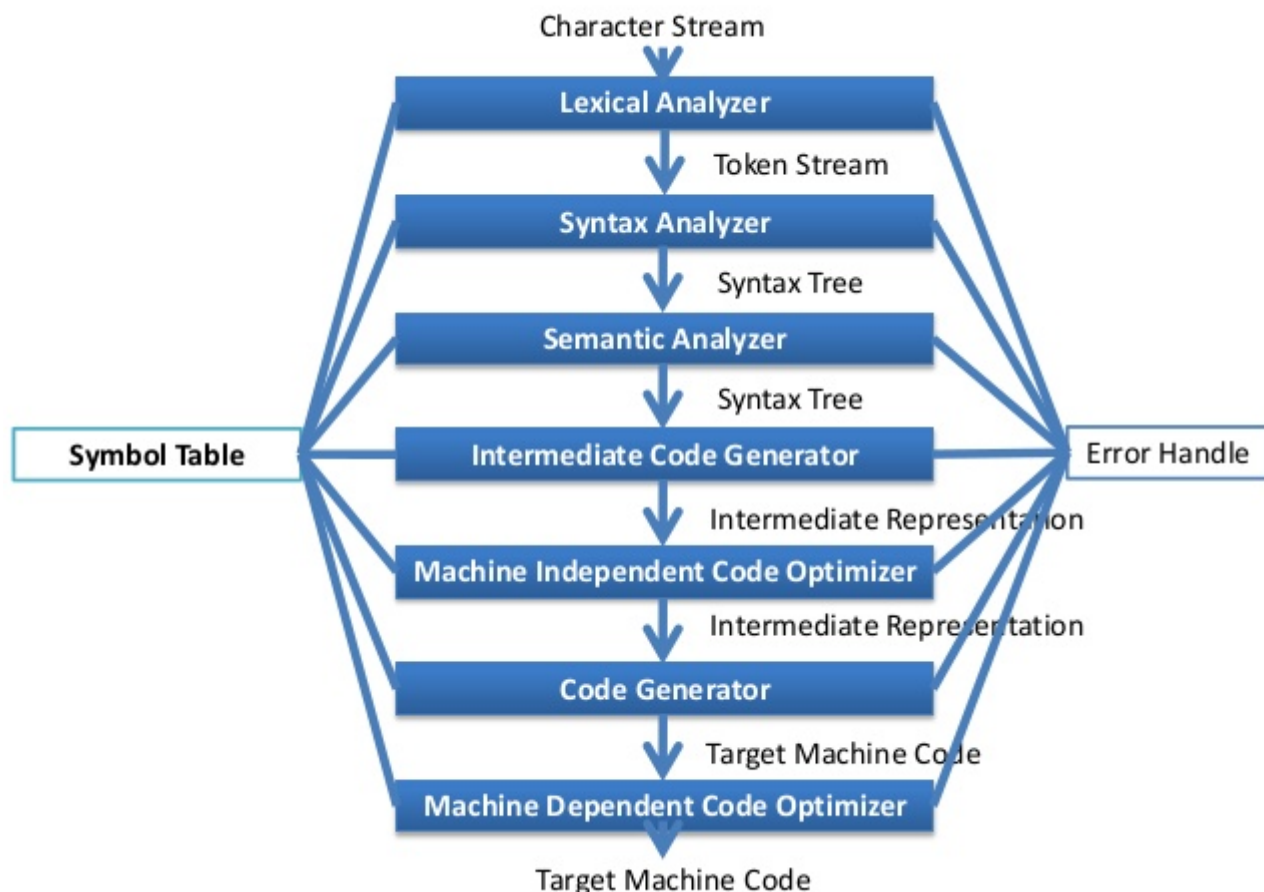 Character Stream
Lexical Analyzer
Token Stream
Syntax Analyzer
Syntax Tree
Semantic Analyzer
Syntax Tree
Symbol Table
Intermediate Code Generator
Error Handle
Intermediate Representation
Machine Independent Code Optimizer
Intermediate Representation
Code Generator
Target Machine Code
Machine Dependent Code Optimizer
Target Machine Code